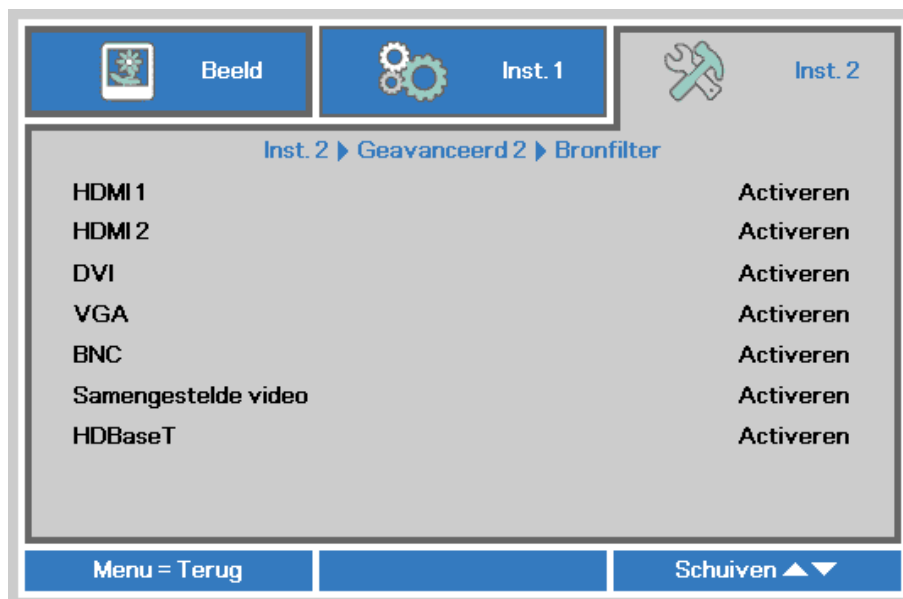 Beeld
Inst. 1
Inst. 2
Inst. 2 ▶ Geavanceerd 2 ▶ Bronfilter
HDMI 1 Activeren
HDMI 2 Activeren
DVI Activeren
VGA Activeren
BNC Activeren
Samengestelde video Activeren
HDBaseT Activeren
Menu = Terug
Schuiven ▲▼